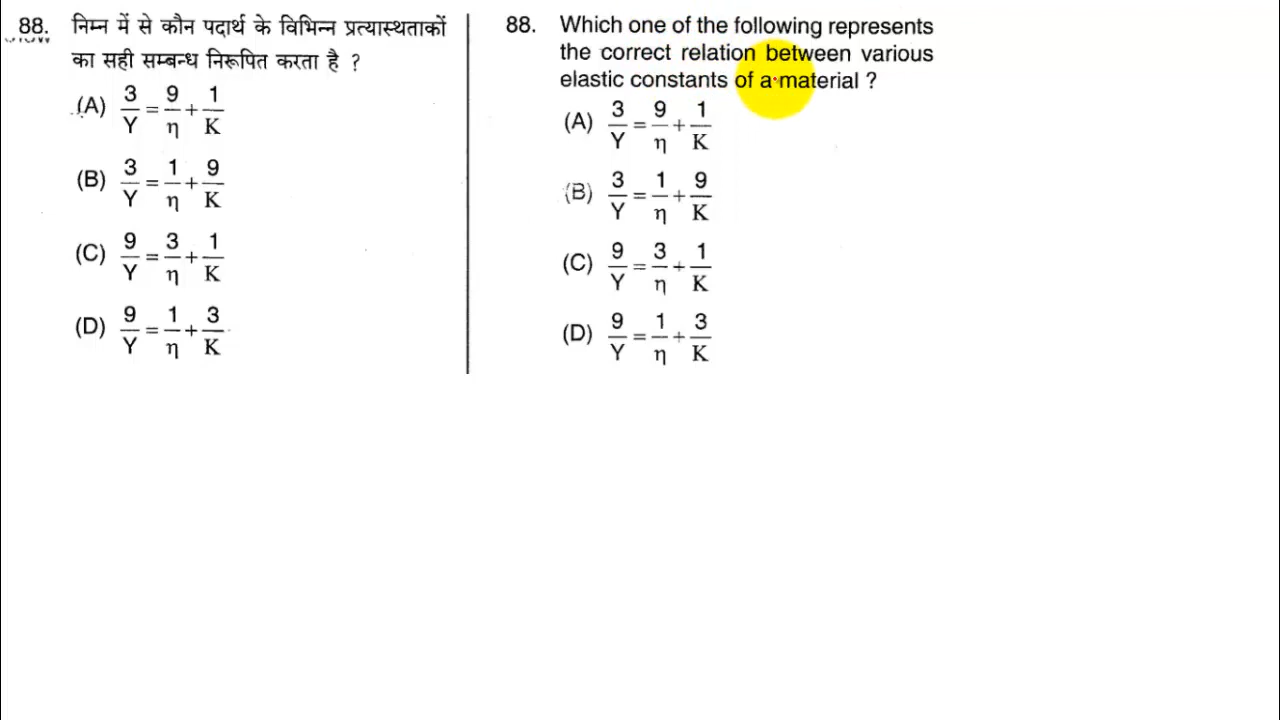 88. निम्न में से कौन पदार्थ के विभिन्न प्रत्यास्थताकों
का सही सम्बन्ध निरूपित करता है ?
(A) 3/Y = 9/η + 1/K
(B) 3/Y = 1/η + 9/K
(C) 9/Y = 3/η + 1/K
(D) 9/Y = 1/η + 3/K
88. Which one of the following represents
the correct relation between various
elastic constants of a material ?
(A) 3/Y = 9/η + 1/K
(B) 3/Y = 1/η + 9/K
(C) 9/Y = 3/η + 1/K
(D) 9/Y = 1/η + 3/K